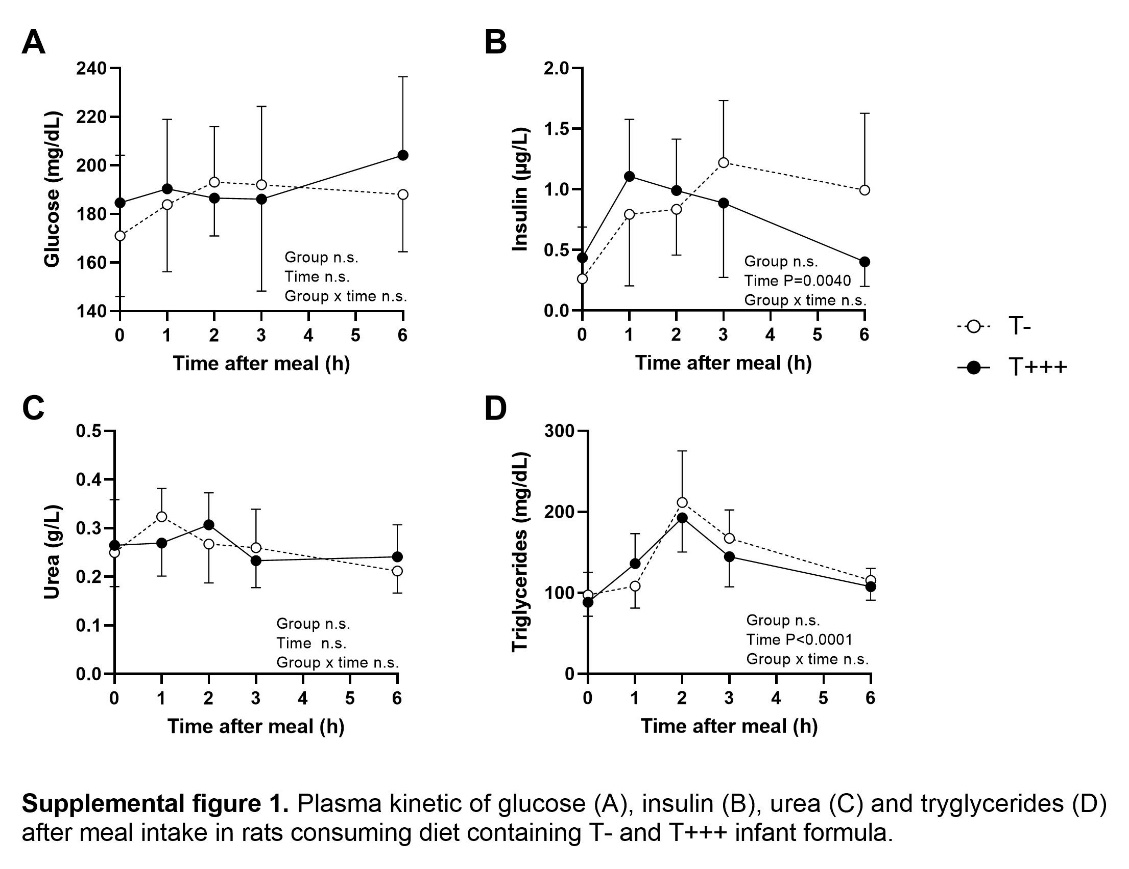 A
240
220
200
180
160
140
Glucose (mg/dL)
Group n.s.
Time n.s.
Group x time n.s.
0 1 2 3 4 5 6
Time after meal (h)
B
2.0
1.5
1.0
0.5
0.0
Insulin (µg/L)
Group n.s.
Time P=0.0040
Group x time n.s.
0 1 2 3 4 5 6
Time after meal (h)
T-
T+++
C
0.5
0.4
0.3
0.2
0.1
0.0
Urea (g/L)
Group n.s.
Time n.s.
Group x time n.s.
0 1 2 3 4 5 6
Time after meal (h)
D
300
200
100
0
Triglycerides (mg/dL)
Group n.s.
Time P<0.0001
Group x time n.s.
0 1 2 3 4 5 6
Time after meal (h)
Supplemental figure 1. Plasma kinetic of glucose (A), insulin (B), urea (C) and tryglycerides (D)
after meal intake in rats consuming diet containing T- and T+++ infant formula.